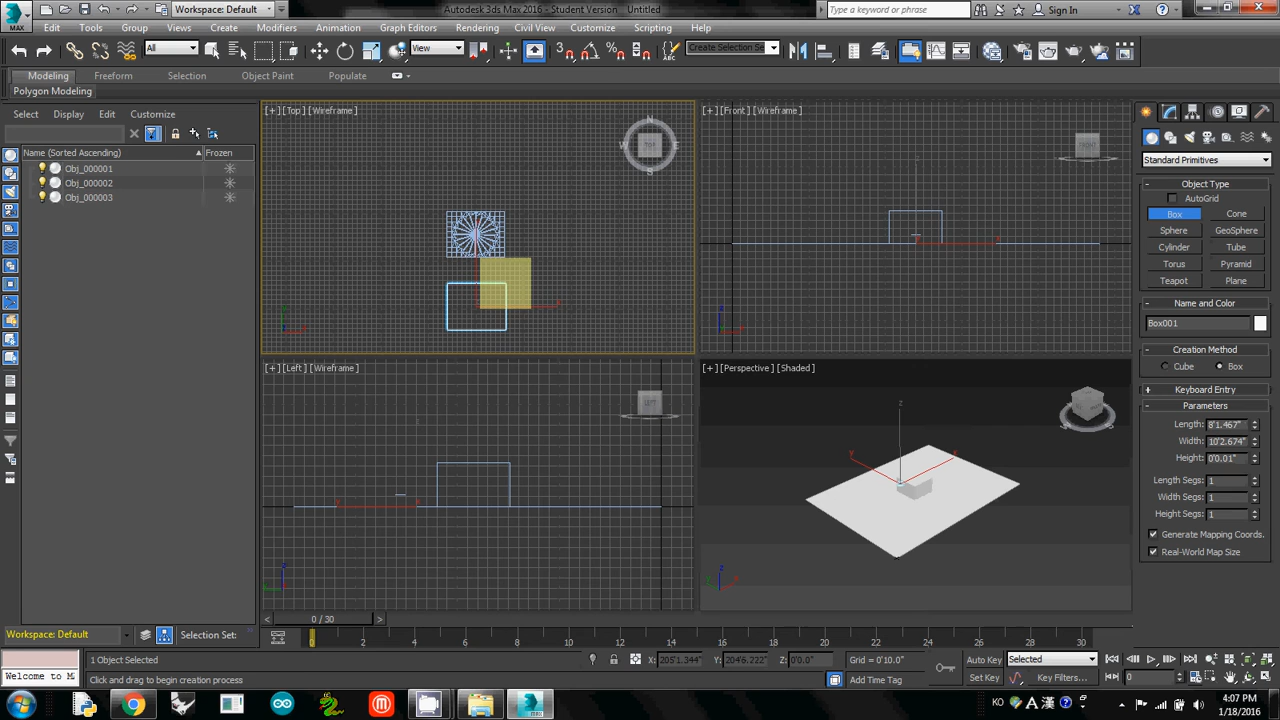 MAX
Workspace: Default
Autodesk 3ds Max 2016 - Student Version Untitled
Type a keyword or phrase
Sign In
Edit Tools Group Views Create Modifiers Animation Graph Editors Rendering Civil View Customize Scripting Help
All
View
Create Selection Se
Modeling Freeform Selection Object Paint Populate
Polygon Modeling
Select Display Edit Customize
Name (Sorted Ascending) Frozen
Obj_000001
Obj_000002
Obj_000003
[+][Top][Wireframe]
[+][Front][Wireframe]
[+][Left][Wireframe]
[+][Perspective][Shaded]
Standard Primitives
Object Type
AutoGrid
Box Cone
Sphere GeoSphere
Cylinder Tube
Torus Pyramid
Teapot Plane
Name and Color
Box001
Creation Method
Cube Box
Keyboard Entry
Parameters
Length: 8'1.467"
Width: 10'2.674"
Height: 0'0.01"
Length Segs: 1
Width Segs: 1
Height Segs: 1
Generate Mapping Coords.
Real-World Map Size
0 / 30
Workspace: Default
Selection Set:
0 2 4 6 8 10 12 14 16 18 20 22 24 26 28 30
1 Object Selected
X: 205'1.344" Y: 204'6.222" Z: 0'0.0"
Grid = 0'10.0"
Auto Key Selected
Welcome to M
Click and drag to begin creation process
Add Time Tag
Set Key Key Filters...
0
KO
4:07 PM
1/18/2016